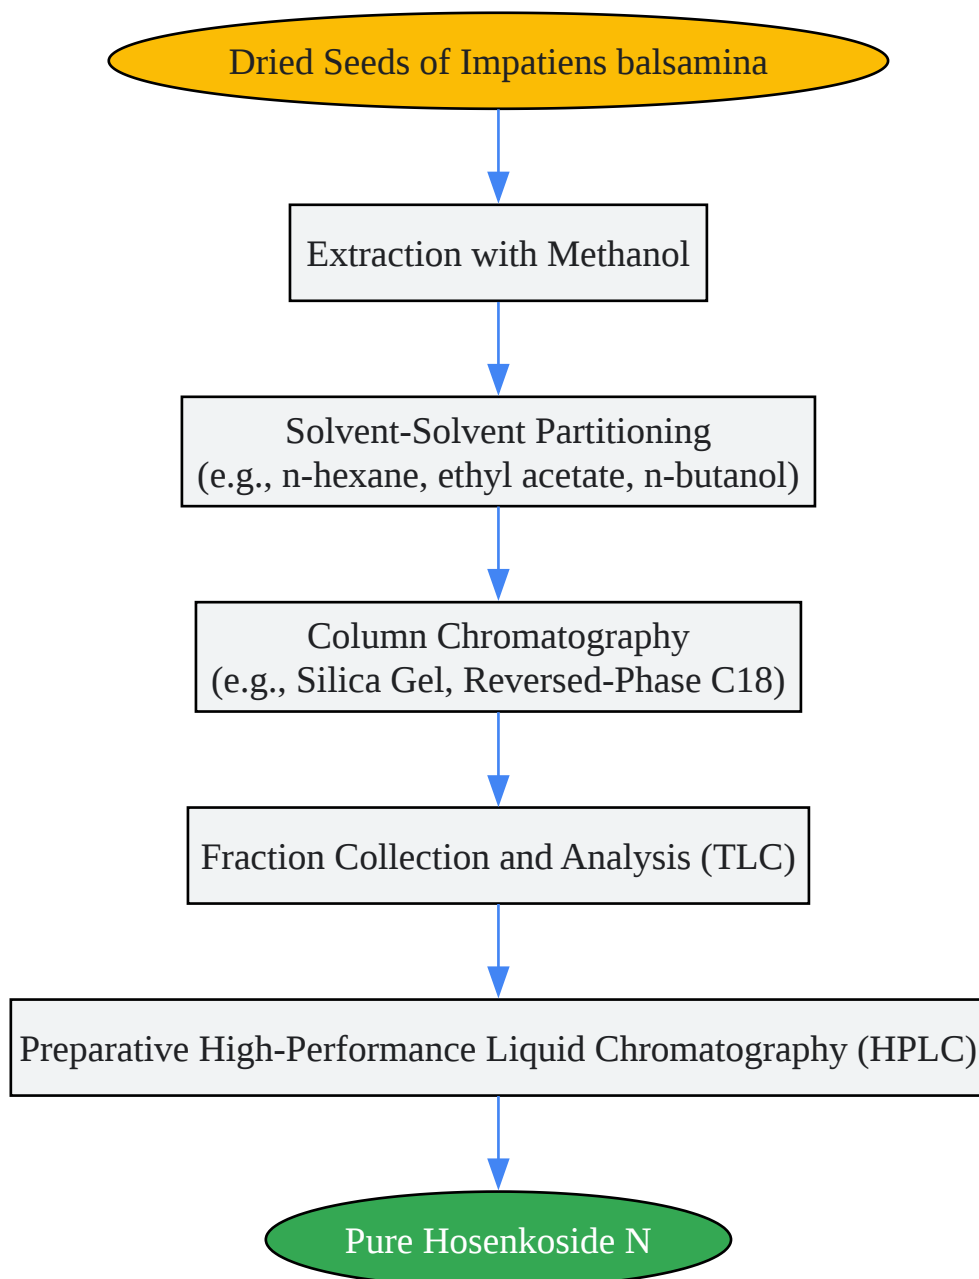 Dried Seeds of Impatiens balsamina
Extraction with Methanol
Solvent-Solvent Partitioning
(e.g., n-hexane, ethyl acetate, n-butanol)
Column Chromatography
(e.g., Silica Gel, Reversed-Phase C18)
Fraction Collection and Analysis (TLC)
Preparative High-Performance Liquid Chromatography (HPLC)
Pure Hosenkoside N